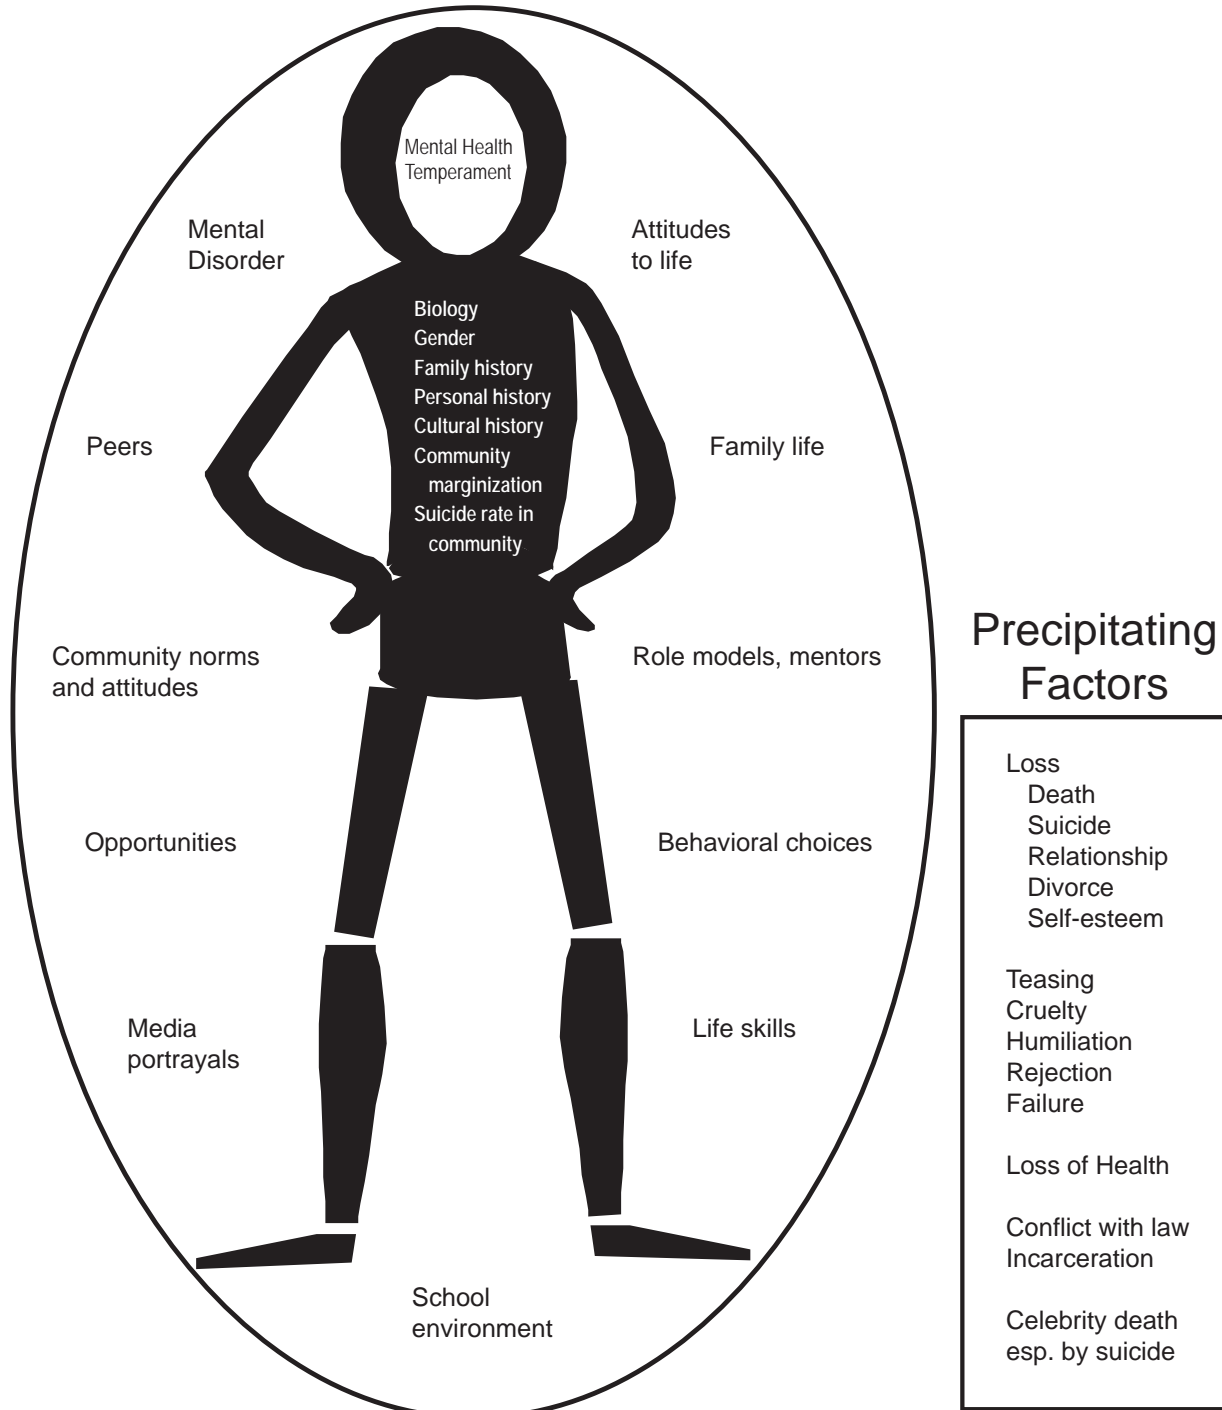 Mental Health
Temperament
Mental
Disorder
Attitudes
to life
Biology
Gender
Family history
Personal history
Cultural history
Community
marginization
Suicide rate in
community
Peers
Family life
Community norms
and attitudes
Role models, mentors
Opportunities
Behavioral choices
Media
portrayals
Life skills
School
environment
Precipitating
Factors
Loss
Death
Suicide
Relationship
Divorce
Self-esteem
Teasing
Cruelty
Humiliation
Rejection
Failure
Loss of Health
Conflict with law
Incarceration
Celebrity death
esp. by suicide